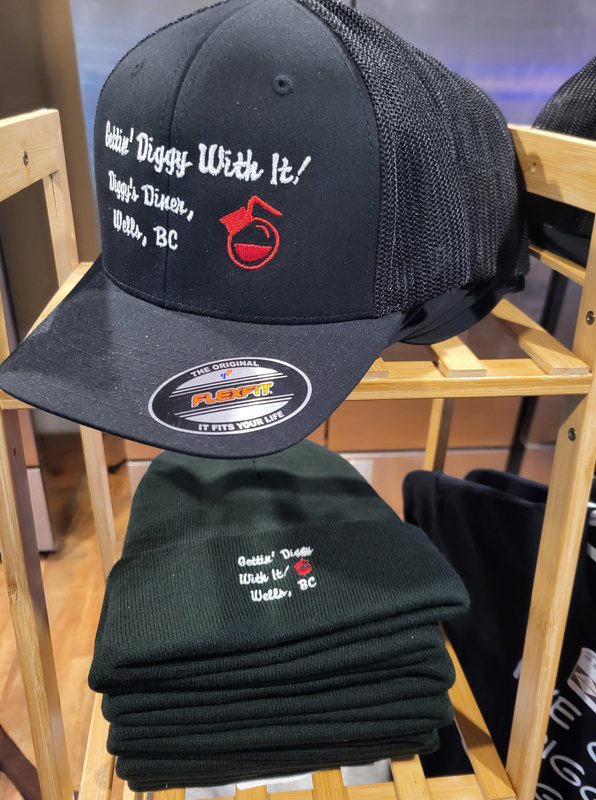 Gettin' Diggy With It!
Diggy's Diner,
Wells, BC
THE ORIGINAL
FLEXFIT
IT FITS YOUR LIFE
Gettin' Diggy
With It!
Wells, BC